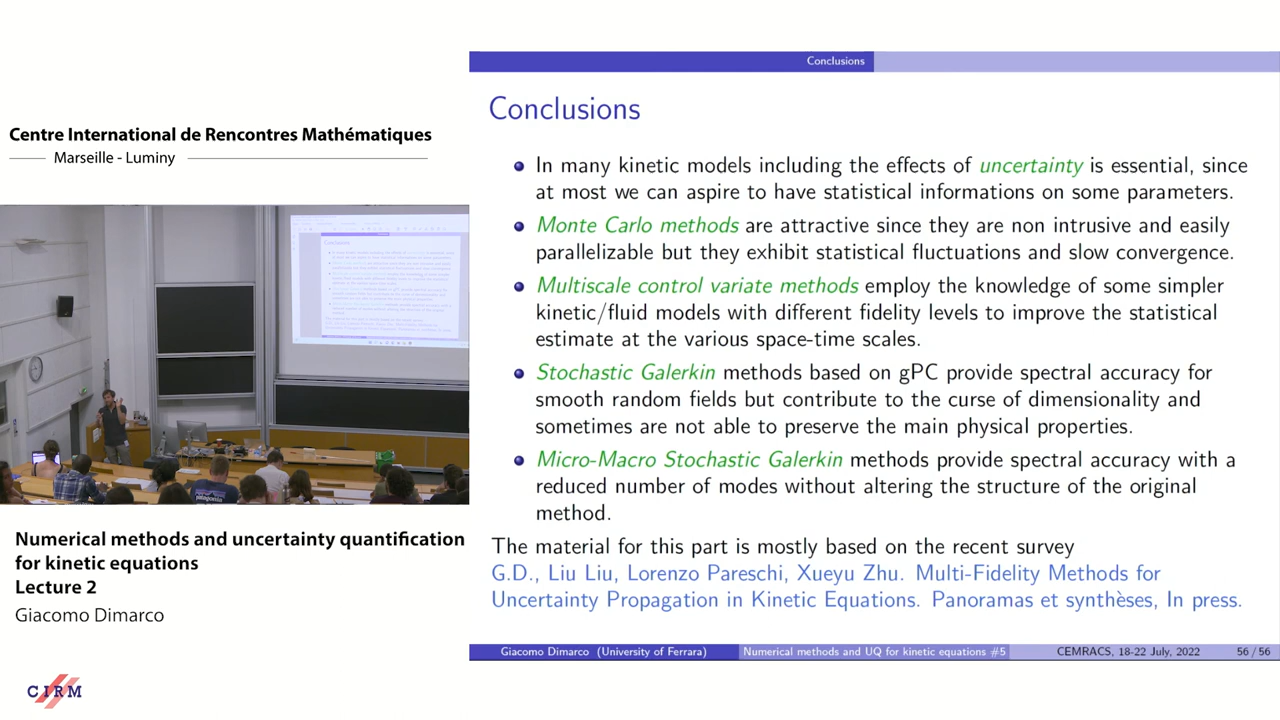 Centre International de Rencontres Mathématiques
Marseille - Luminy
Numerical methods and uncertainty quantification
for kinetic equations
Lecture 2
Giacomo Dimarco
CIRM
Conclusions
Conclusions
In many kinetic models including the effects of uncertainty is essential, since
at most we can aspire to have statistical informations on some parameters.
Monte Carlo methods are attractive since they are non intrusive and easily
parallelizable but they exhibit statistical fluctuations and slow convergence.
Multiscale control variate methods employ the knowledge of some simpler
kinetic/fluid models with different fidelity levels to improve the statistical
estimate at the various space-time scales.
Stochastic Galerkin methods based on gPC provide spectral accuracy for
smooth random fields but contribute to the curse of dimensionality and
sometimes are not able to preserve the main physical properties.
Micro-Macro Stochastic Galerkin methods provide spectral accuracy with a
reduced number of modes without altering the structure of the original
method.
The material for this part is mostly based on the recent survey
G.D., Liu Liu, Lorenzo Pareschi, Xueyu Zhu. Multi-Fidelity Methods for
Uncertainty Propagation in Kinetic Equations. Panoramas et synthèses, In press.
Giacomo Dimarco (University of Ferrara) Numerical methods and UQ for kinetic equations #5 CEMRACS, 18-22 July, 2022 56 / 56
patagonia